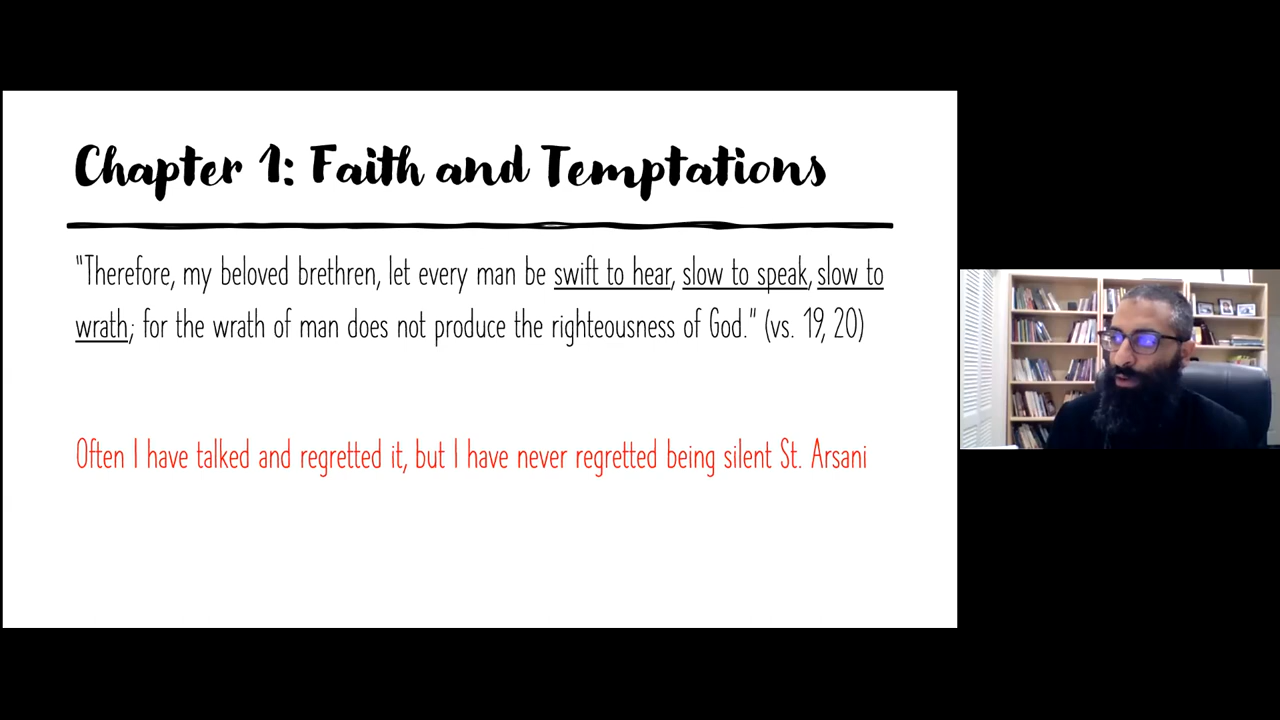 Chapter 1: Faith and Temptations
"Therefore, my beloved brethren, let every man be swift to hear, slow to speak, slow to
wrath; for the wrath of man does not produce the righteousness of God." (vs. 19, 20)
Often I have talked and regretted it, but I have never regretted being silent St. Arsani